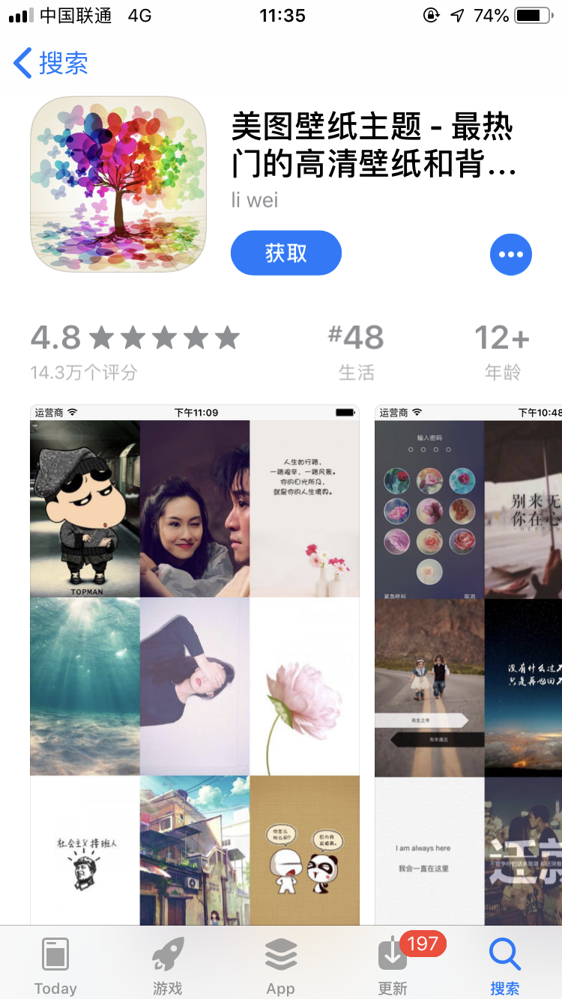 中国联通 4G 11:35 74%
搜索
美图壁纸主题 - 最热
门的高清壁纸和背...
li wei
获取
4.8 #48 12+
14.3万个评分 生活 年龄
运营商 下午11:09
运营商 下午10:48
TOPMAN
人生如行路，
一路艰辛，一路风景。
你的目光所及，
就是你的人生境界。
输入密码
紧急呼叫 取消
别来无
你在心
社会主义接班人
没有什么过不
只是再也回不
有生之年
有幸遇见
I am always here
我会一直在这里
还就
Today 游戏 App 更新 197 搜索